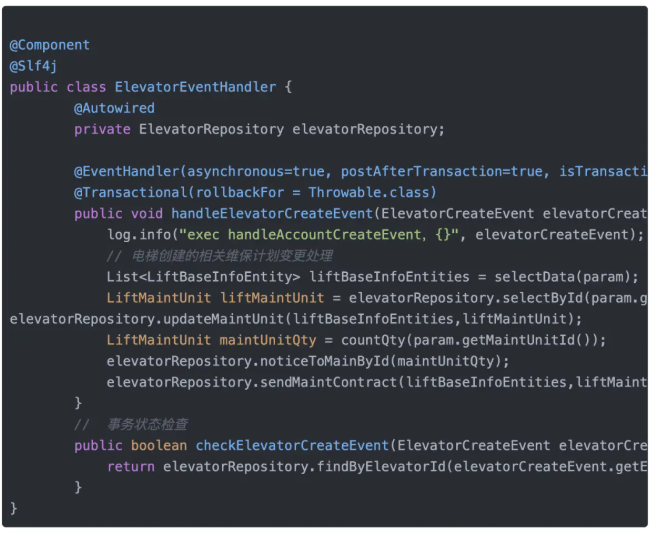 @Component
@Slf4j
public class ElevatorEventHandler {
@Autowired
private ElevatorRepository elevatorRepository;
@EventHandler(asynchronous=true, postAfterTransaction=true, isTransacti
@Transactional(rollbackFor = Throwable.class)
public void handleElevatorCreateEvent(ElevatorCreateEvent elevatorCreat
log.info("exec handleAccountCreateEvent, {}", elevatorCreateEvent);
// 电梯创建的相关维保计划变更处理
List<LiftBaseInfoEntity> liftBaseInfoEntities = selectData(param);
LiftMaintUnit liftMaintUnit = elevatorRepository.selectById(param.g
elevatorRepository.updateMaintUnit(liftBaseInfoEntities,liftMaintUnit);
LiftMaintUnit maintUnitQty = countQty(param.getMaintUnitId());
elevatorRepository.noticeToMainById(maintUnitQty);
elevatorRepository.sendMaintContract(liftBaseInfoEntities,liftMaint
}
// 事务状态检查
public boolean checkElevatorCreateEvent(ElevatorCreateEvent elevatorCre
return elevatorRepository.findByElevatorId(elevatorCreateEvent.getE
}
}